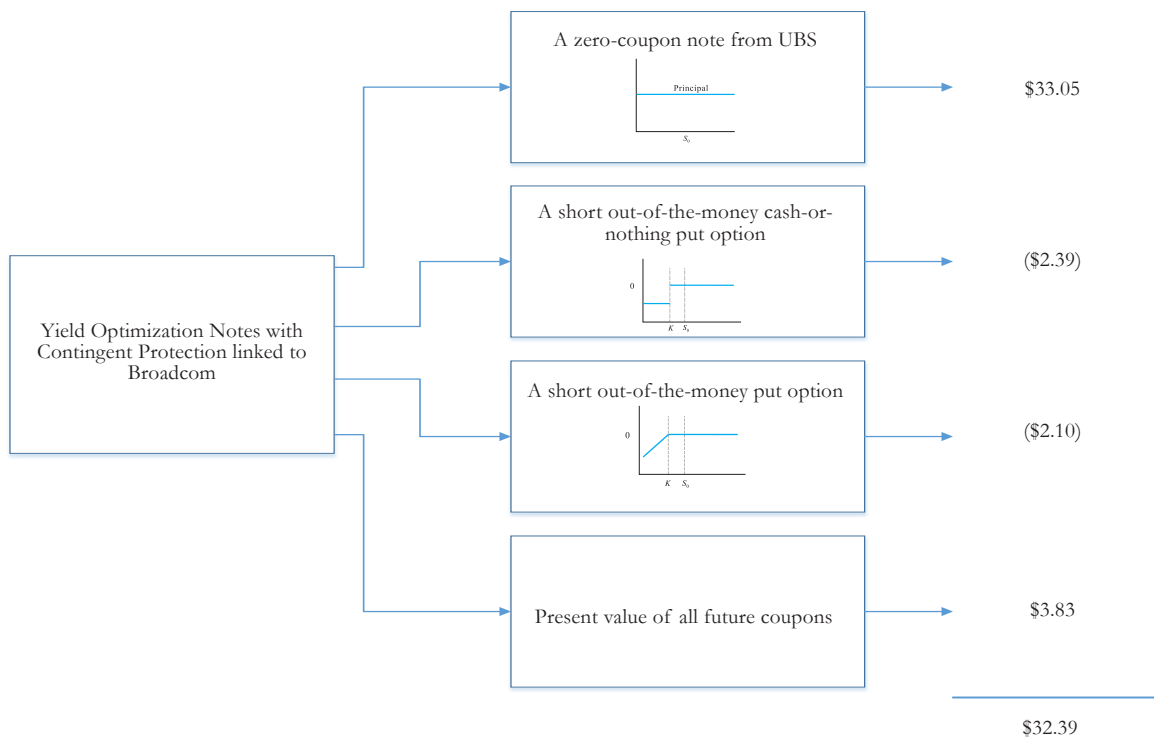 A zero-coupon note from UBS
Principal
S0
$33.05
A short out-of-the-money cash-or-
nothing put option
0
K S0
($2.39)
Yield Optimization Notes with
Contingent Protection linked to
Broadcom
A short out-of-the-money put option
0
K S0
($2.10)
Present value of all future coupons
$3.83
$32.39